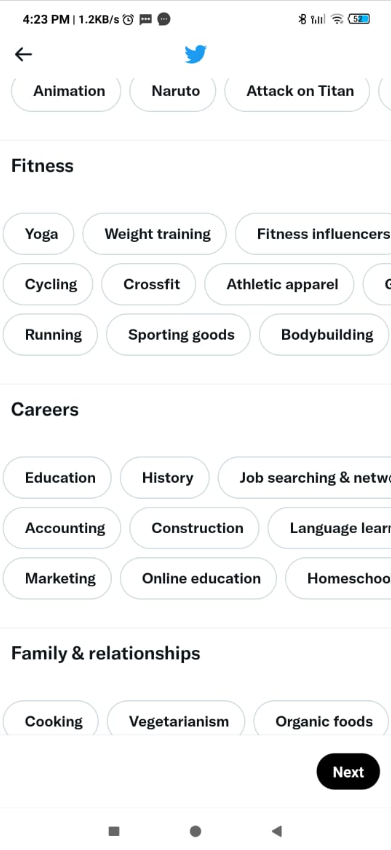 4:23 PM | 1.2KB/s
52
Animation Naruto Attack on Titan
Fitness
Yoga Weight training Fitness influencers
Cycling Crossfit Athletic apparel
Running Sporting goods Bodybuilding
Careers
Education History Job searching & netw
Accounting Construction Language lear
Marketing Online education Homeschoo
Family & relationships
Cooking Vegetarianism Organic foods
Next